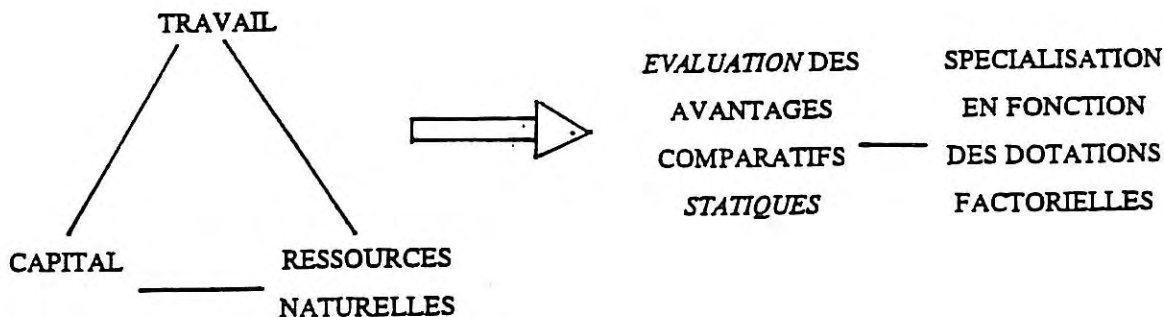 TRAVAIL
CAPITAL
RESSOURCES
NATURELLES
EVALUATION DES
AVANTAGES
COMPARATIFS
STATIQUES
SPECIALISATION
EN FONCTION
DES DOTATIONS
FACTORIELLES